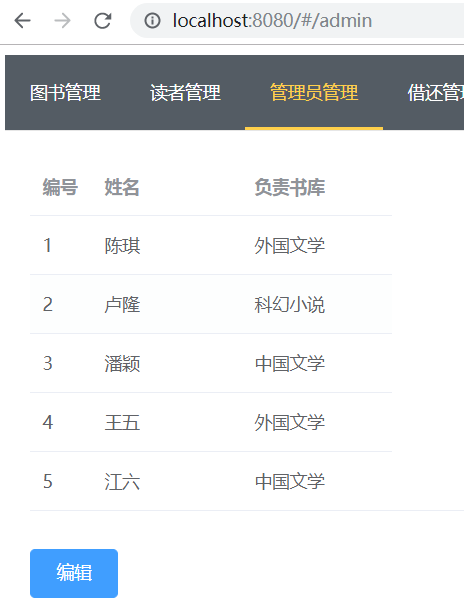 localhost:8080/#/admin
图书管理 读者管理 管理员管理 借还管
编号 姓名 负责书库
1 陈琪 外国文学
2 卢隆 科幻小说
3 潘颖 中国文学
4 王五 外国文学
5 江六 中国文学
编辑